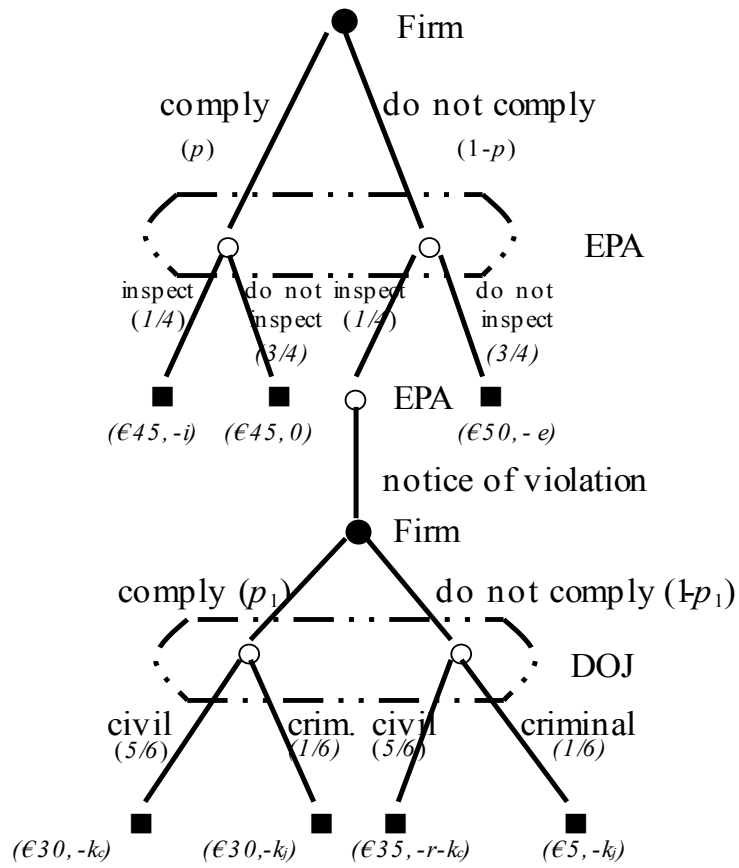 Firm
comply
do not comply
(p)
(1-p)
EPA
inspect
(1/4)
do not
inspect
(3/4)
inspect
(1/4)
do not
inspect
(3/4)
EPA
(€45, -i)
(€45, 0)
(€50, - e)
notice of violation
Firm
comply (p₁)
do not comply (1-p₁)
DOJ
civil
(5/6)
crim.
(1/6)
civil
(5/6)
criminal
(1/6)
(€30, -kc)
(€30,-kj)
(€35, -r-kc)
(€5, -kj)